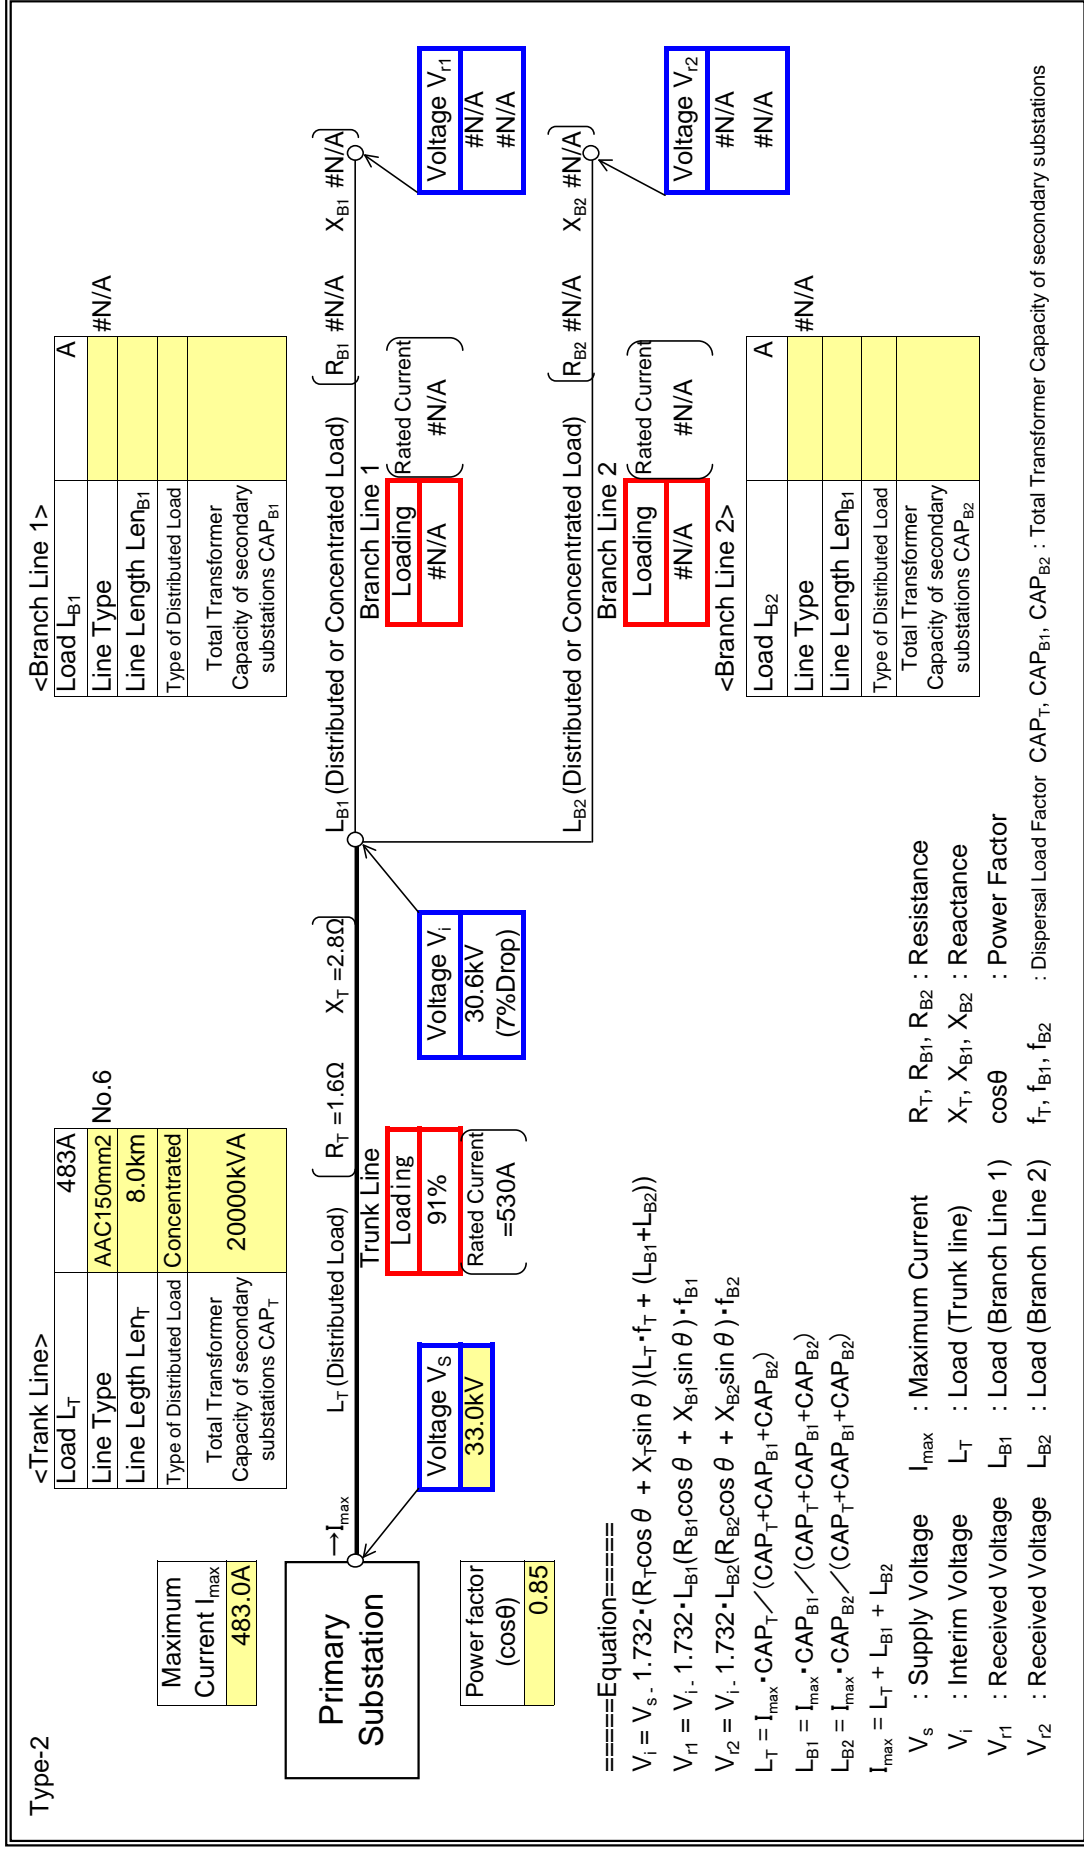 Type-2
Maximum
Current Imax
483.0A
Primary
Substation
→Imax
Power factor
(cosθ)
0.85
<Trank Line>
Load LT 483A
Line Type AAC150mm2 No.6
Line Legth LenT 8.0km
Type of Distributed Load Concentrated
Total Transformer
Capacity of secondary
substations CAPT
20000kVA
LT (Distributed Load) RT =1.6Ω XT =2.8Ω
Trunk Line
Loading
91%
Rated Current
=530A
Voltage VS
33.0kV
Voltage Vi
30.6kV
(7%Drop)
<Branch Line 1>
Load LB1 A
Line Type #N/A
Line Length LenB1
Type of Distributed Load
Total Transformer
Capacity of secondary
substations CAPB1
LB1 (Distributed or Concentrated Load) RB1 #N/A XB1 #N/A
Branch Line 1
Loading
#N/A
Rated Current
#N/A
Voltage Vr1
#N/A
#N/A
LB2 (Distributed or Concentrated Load) RB2 #N/A XB2 #N/A
Branch Line 2
Loading
#N/A
Rated Current
#N/A
Voltage Vr2
#N/A
#N/A
<Branch Line 2>
Load LB2 A
Line Type #N/A
Line Length LenB1
Type of Distributed Load
Total Transformer
Capacity of secondary
substations CAPB2
=====Equation=====
Vi = Vs - 1.732・(RTcos θ + XTsin θ)(LT・fT + (LB1+LB2))
Vr1 = Vi - 1.732・LB1(RB1cos θ + XB1sin θ)・fB1
Vr2 = Vi - 1.732・LB2(RB2cos θ + XB2sin θ)・fB2
LT = Imax・CAPT／(CAPT+CAPB1+CAPB2)
LB1 = Imax・CAPB1／(CAPT+CAPB1+CAPB2)
LB2 = Imax・CAPB2／(CAPT+CAPB1+CAPB2)
Imax = LT + LB1 + LB2
Vs : Supply Voltage Imax : Maximum Current RT, RB1, RB2 : Resistance
Vi : Interim Voltage LT : Load (Trunk line) XT, XB1, XB2 : Reactance
Vr1 : Received Voltage LB1 : Load (Branch Line 1) cosθ : Power Factor
Vr2 : Received Voltage LB2 : Load (Branch Line 2) fT, fB1, fB2 : Dispersal Load Factor CAPT, CAPB1, CAPB2 : Total Transformer Capacity of secondary substations